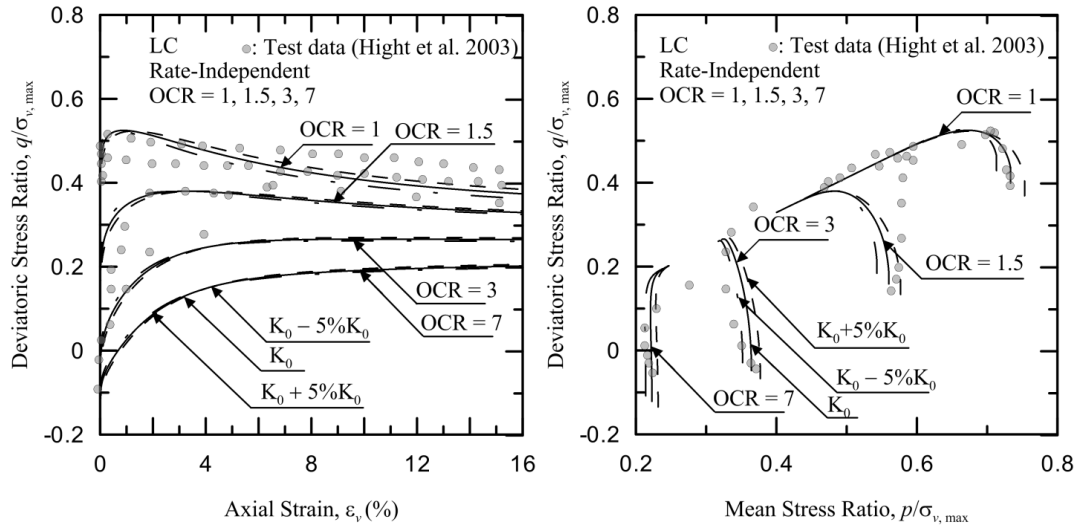 0.8
0.6
0.4
0.2
0
-0.2
Deviatoric Stress Ratio, q/σv, max
LC
●: Test data (Hight et al. 2003)
Rate-Independent
OCR = 1, 1.5, 3, 7
OCR = 1
OCR = 1.5
OCR = 3
OCR = 7
K0 − 5%K0
K0
K0 + 5%K0
0 4 8 12 16
Axial Strain, εv (%)
0.8
0.6
0.4
0.2
0
-0.2
Deviatoric Stress Ratio, q/σv, max
LC
●: Test data (Hight et al. 2003)
Rate-Independent
OCR = 1, 1.5, 3, 7
OCR = 1
OCR = 3
OCR = 1.5
K0+5%K0
K0 − 5%K0
OCR = 7
K0
0.2 0.4 0.6 0.8
Mean Stress Ratio, p/σv, max